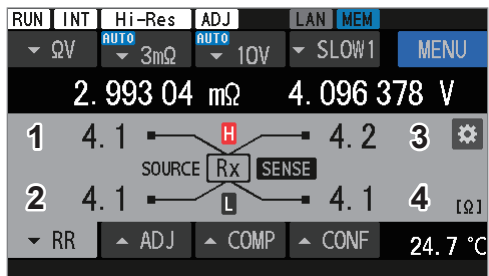 RUN INT Hi-Res ADJ LAN MEM
ΩV AUTO 3mΩ AUTO 10V SLOW1 MENU
2.993 04 mΩ 4.096 378 V
1 4.1 H 4.2 3
SOURCE Rx SENSE
2 4.1 L 4.1 4 [Ω]
RR ADJ COMP CONF 24.7 °C